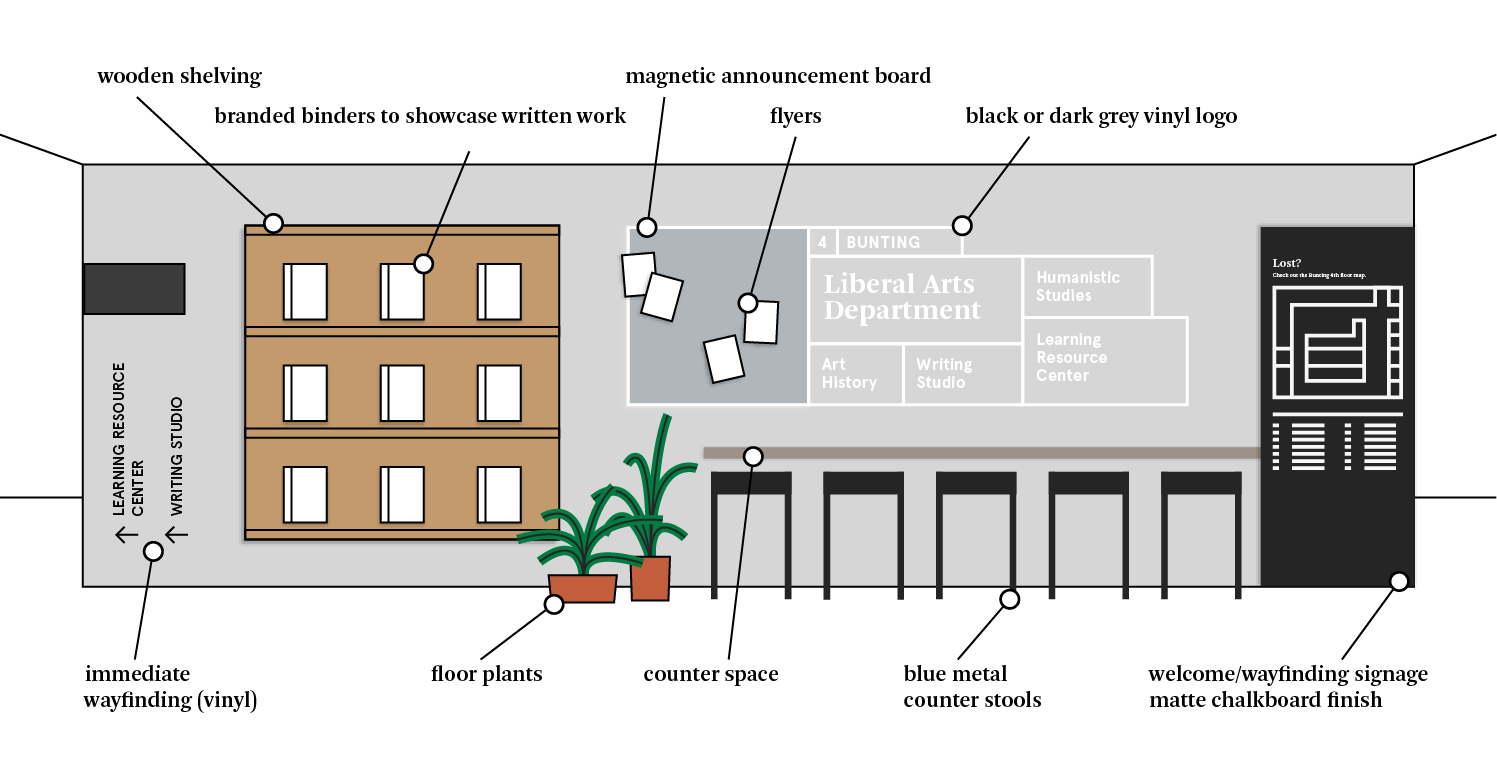 wooden shelving
magnetic announcement board
branded binders to showcase written work
flyers
black or dark grey vinyl logo
4 BUNTING
Liberal Arts
Department
Humanistic
Studies
Art
History
Writing
Studio
Learning
Resource
Center
Lost?
Check out the Bunting 4th floor map.
LEARNING RESOURCE
CENTER
←
WRITING STUDIO
←
immediate
wayfinding (vinyl)
floor plants
counter space
blue metal
counter stools
welcome/wayfinding signage
matte chalkboard finish